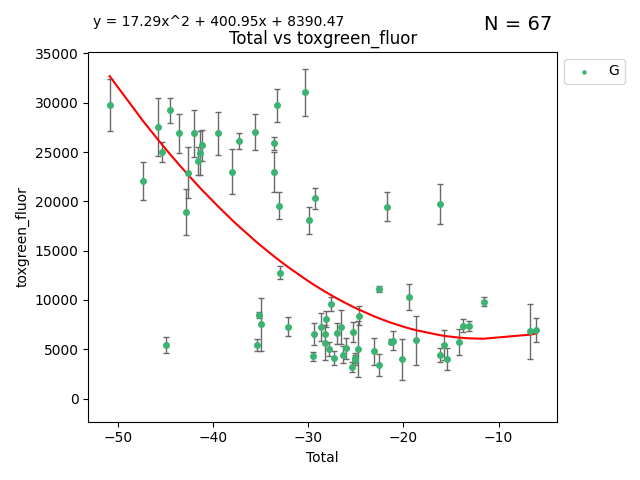 y = 17.29x^2 + 400.95x + 8390.47
N = 67
Total vs toxgreen_fluor
G
35000
30000
25000
20000
15000
10000
5000
0
toxgreen_fluor
−50
−40
−30
−20
−10
Total